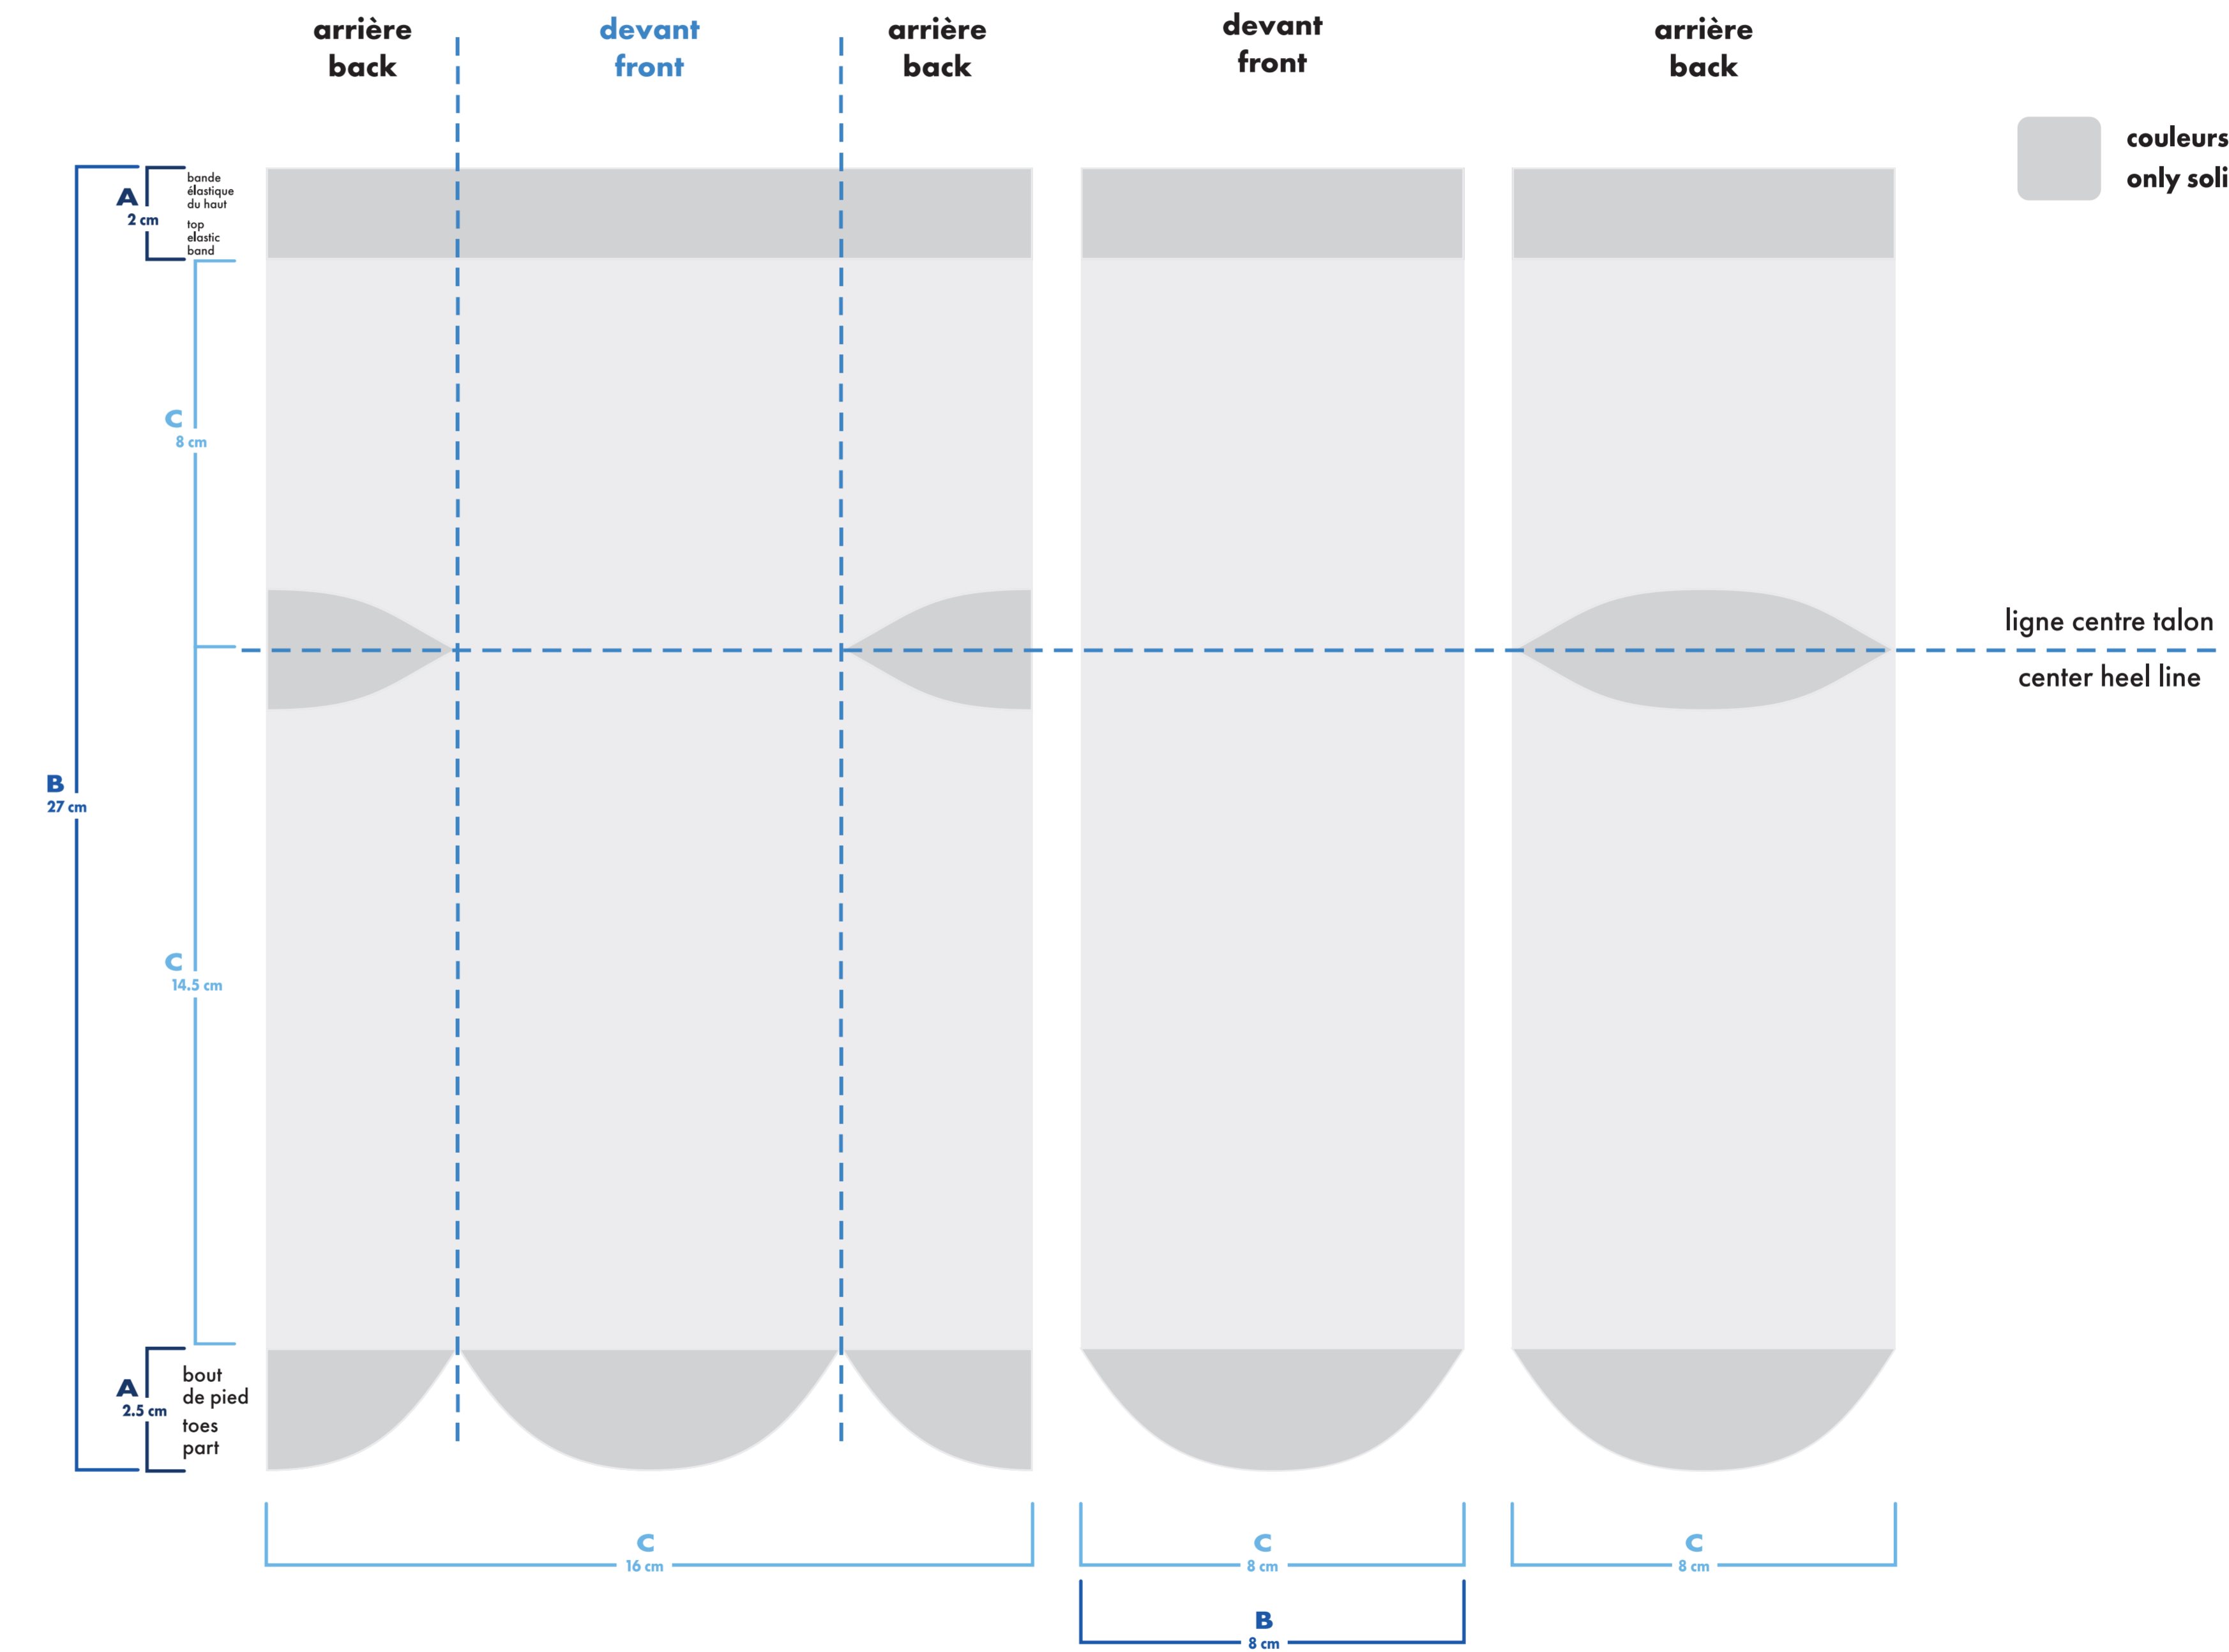 arrière
back
devant
front
arrière
back
devant
front
arrière
back
couleurs
only soli
A
2 cm
bande
élastique
du haut
top
elastic
band
C
8 cm
ligne centre talon
center heel line
B
27 cm
C
14.5 cm
A
2.5 cm
bout
de pied
toes
part
C
16 cm
C
8 cm
C
8 cm
B
8 cm